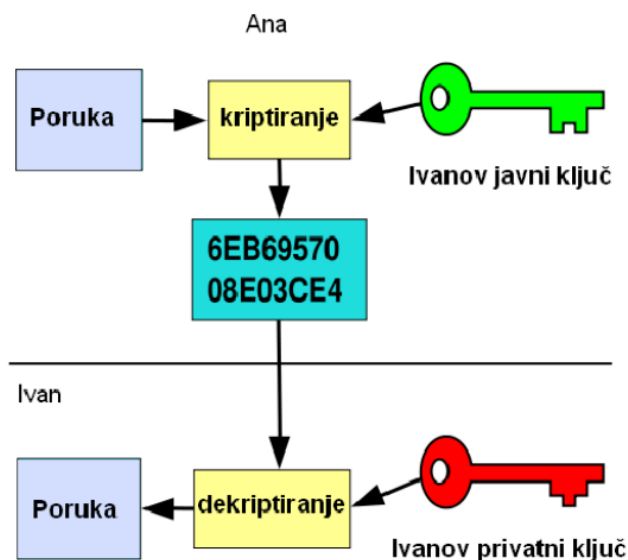 Ana
Poruka
kriptiranje
Ivanov javni ključ
6EB69570
08E03CE4
Ivan
Poruka
dekriptiranje
Ivanov privatni ključ